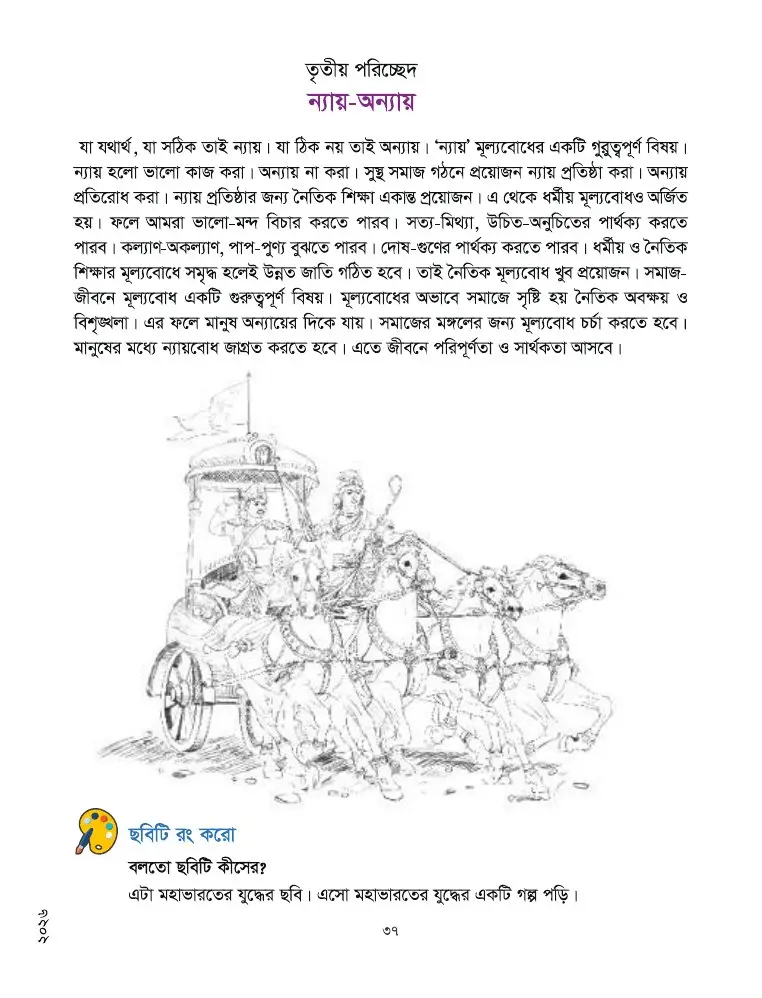 তৃতীয় পরিচ্ছেদ
ন্যায়-অন্যায়
যা যথার্থ, যা সঠিক তাই ন্যায়। যা ঠিক নয় তাই অন্যায়। ‘ন্যায়’ মূল্যবোধের একটি গুরুত্বপূর্ণ বিষয়।
ন্যায় হলো ভালো কাজ করা। অন্যায় না করা। সুস্থ সমাজ গঠনে প্রয়োজন ন্যায় প্রতিষ্ঠা করা। অন্যায়
প্রতিরোধ করা। ন্যায় প্রতিষ্ঠার জন্য নৈতিক শিক্ষা একান্ত প্রয়োজন। এ থেকে ধর্মীয় মূল্যবোধও অর্জিত
হয়। ফলে আমরা ভালো-মন্দ বিচার করতে পারব। সত্য-মিথ্যা, উচিত-অনুচিতের পার্থক্য করতে
পারব। কল্যাণ-অকল্যাণ, পাপ-পুণ্য বুঝতে পারব। দোষ-গুণের পার্থক্য করতে পারব। ধর্মীয় ও নৈতিক
শিক্ষার মূল্যবোধে সমৃদ্ধ হলেই উন্নত জাতি গঠিত হবে। তাই নৈতিক মূল্যবোধ খুব প্রয়োজন। সমাজ-
জীবনে মূল্যবোধ একটি গুরুত্বপূর্ণ বিষয়। মূল্যবোধের অভাবে সমাজে সৃষ্টি হয় নৈতিক অবক্ষয় ও
বিশৃঙ্খলা। এর ফলে মানুষ অন্যায়ের দিকে যায়। সমাজের মঙ্গলের জন্য মূল্যবোধ চর্চা করতে হবে।
মানুষের মধ্যে ন্যায়বোধ জাগ্রত করতে হবে। এতে জীবনে পরিপূর্ণতা ও সার্থকতা আসবে।
ছবিটি রং করো
বলতো ছবিটি কীসের?
এটা মহাভারতের যুদ্ধের ছবি। এসো মহাভারতের যুদ্ধের একটি গল্প পড়ি।
২০২৬
৩৭